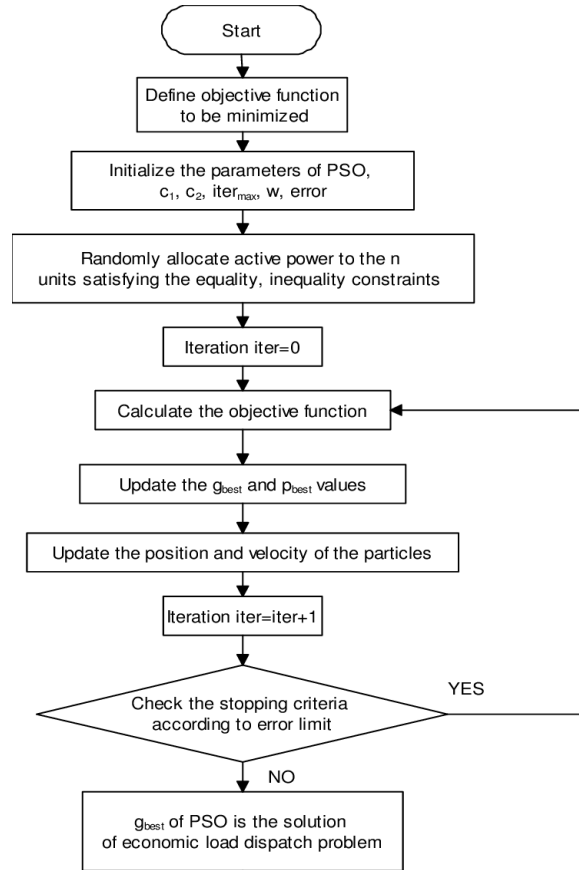 Start
Define objective function
to be minimized
Initialize the parameters of PSO,
c₁, c₂, iterₘₐₓ, w, error
Randomly allocate active power to the n
units satisfying the equality, inequality constraints
Iteration iter=0
Calculate the objective function
Update the g_best and p_best values
Update the position and velocity of the particles
Iteration iter=iter+1
Check the stopping criteria
according to error limit
YES
NO
g_best of PSO is the solution
of economic load dispatch problem